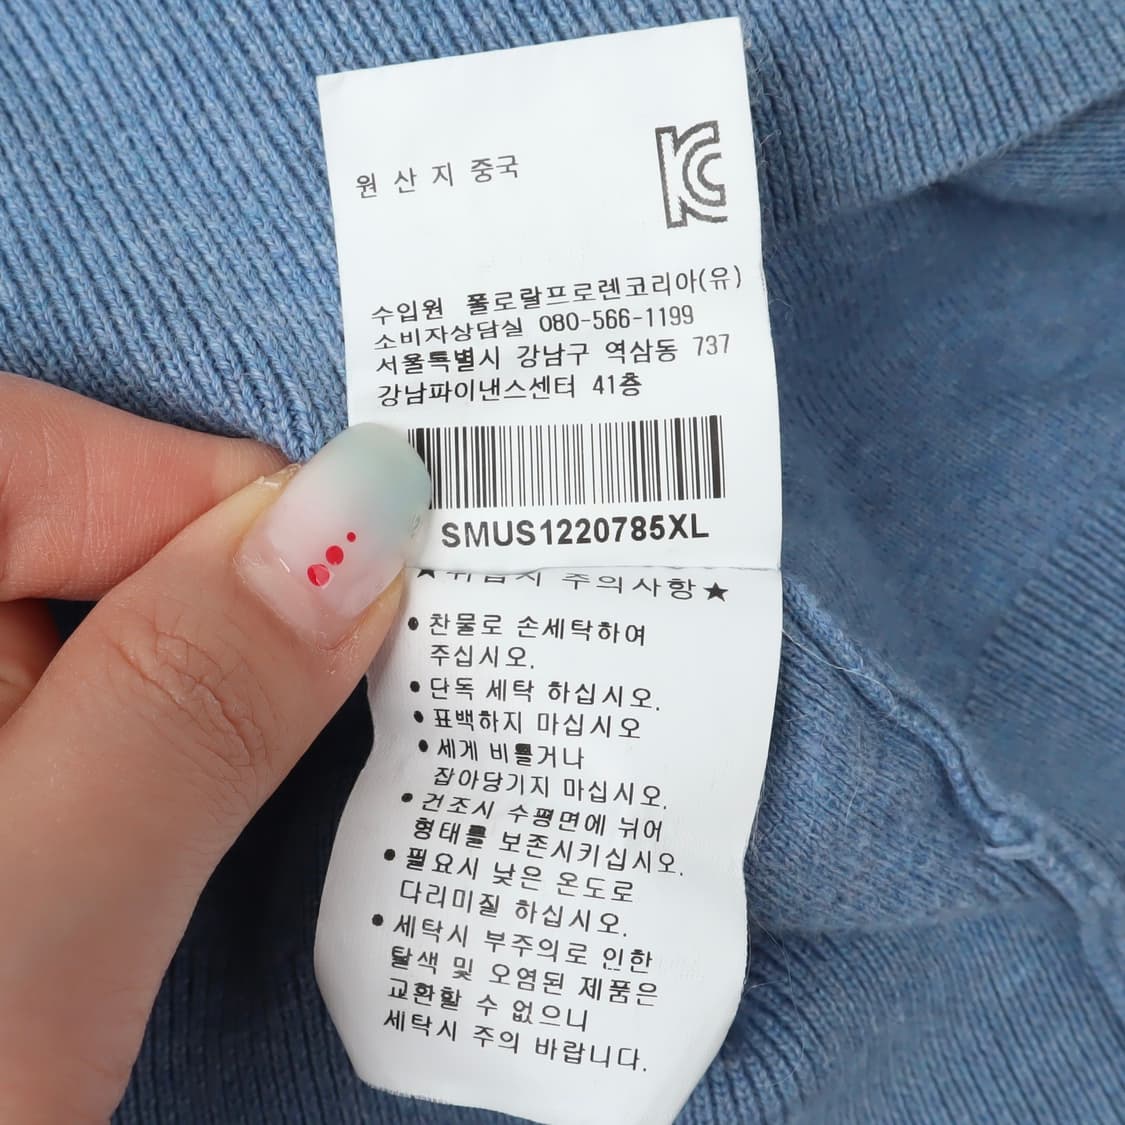 원 산 지 중국
KC
수입원 폴로랄프로렌코리아(유)
소비자상담실 080-566-1199
서울특별시 강남구 역삼동 737
강남파이낸스센터 41층
SMUS1220785XL
★취급시 주의사항★
● 찬물로 손세탁하여
주십시오.
● 단독 세탁 하십시오.
● 표백하지 마십시오
● 세게 비틀거나
잡아당기지 마십시오.
● 건조시 수평면에 뉘어
형태를 보존시키십시오.
● 필요시 낮은 온도로
다리미질 하십시오.
● 세탁시 부주의로 인한
탈색 및 오염된 제품은
교환할 수 없으니
세탁시 주의 바랍니다.